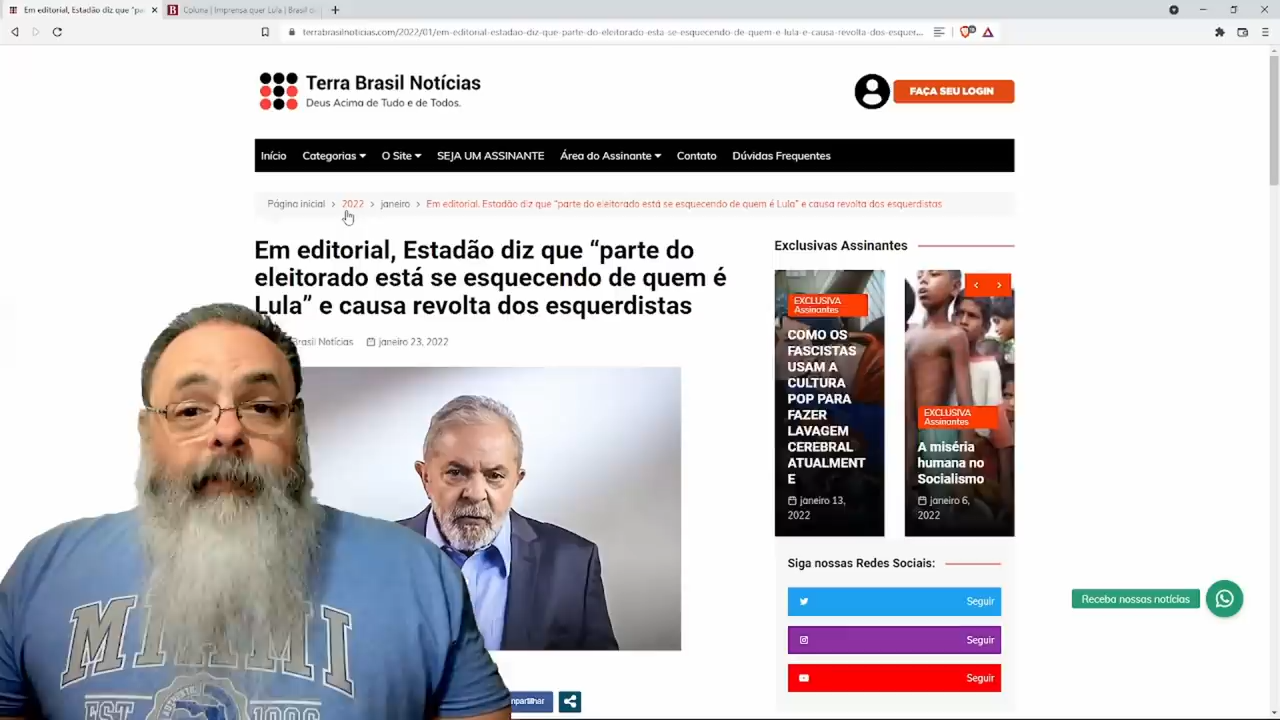 Em editorial, Estadão diz que "pa
Coluna | Imprensa quer Lula | Brasil d
terrabrasilnoticias.com/2022/01/em-editorial-estadao-diz-que-parte-do-eleitorado-esta-se-esquecendo-de-quem-e-lula-e-causa-revolta-dos-esquer...
Terra Brasil Notícias
Deus Acima de Tudo e de Todos.
FAÇA SEU LOGIN
Início Categorias O Site SEJA UM ASSINANTE Área do Assinante Contato Dúvidas Frequentes
Página inicial > 2022 > janeiro > Em editorial, Estadão diz que “parte do eleitorado está se esquecendo de quem é Lula” e causa revolta dos esquerdistas
Em editorial, Estadão diz que “parte do
eleitorado está se esquecendo de quem é
Lula” e causa revolta dos esquerdistas
Brasil Notícias janeiro 23, 2022
Exclusivas Assinantes
EXCLUSIVA
Assinantes
COMO OS
FASCISTAS
USAM A
CULTURA
POP PARA
FAZER
LAVAGEM
CEREBRAL
ATUALMENT
E
janeiro 13,
2022
EXCLUSIVA
Assinantes
A miséria
humana no
Socialismo
janeiro 6,
2022
Siga nossas Redes Sociais:
Seguir
Seguir
Seguir
Receba nossas notícias
mpartilhar
MIAMI
EST